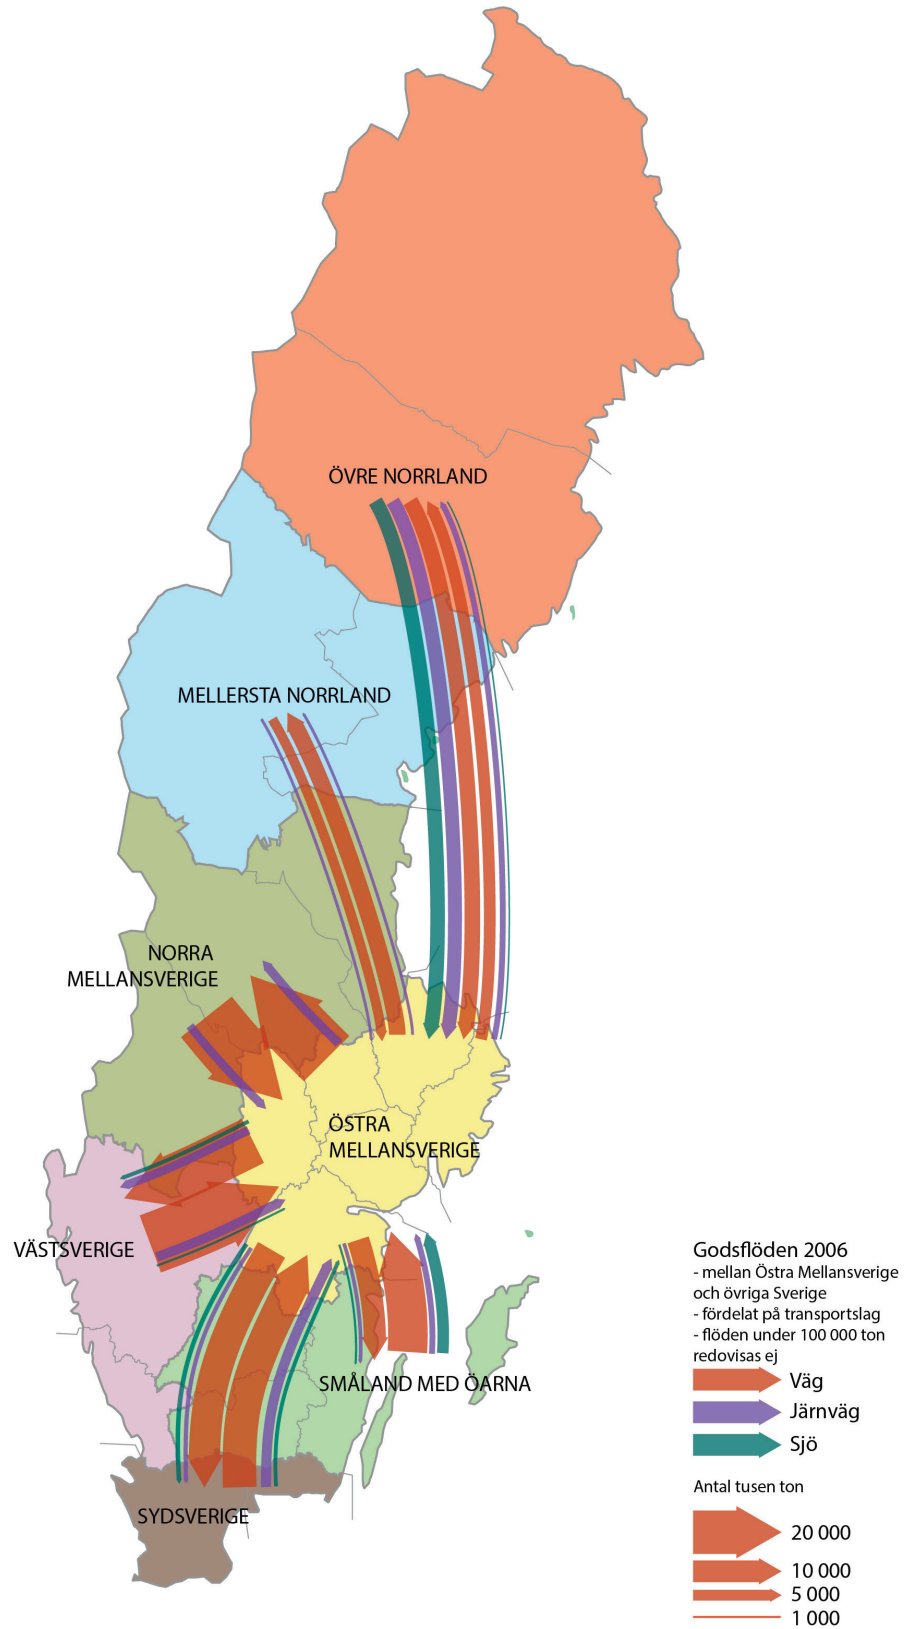 ÖVRE NORRLAND
MELLERSTA NORRLAND
NORRA
MELLANSVERIGE
ÖSTRA
MELLANSVERIGE
VÄSTSVERIGE
SMÅLAND MED ÖARNA
SYDSVERIGE
Godsflöden 2006
- mellan Östra Mellansverige
och övriga Sverige
- fördelat på transportslag
- flöden under 100 000 ton
redovisas ej
Väg
Järnväg
Sjö
Antal tusen ton
20 000
10 000
5 000
1 000